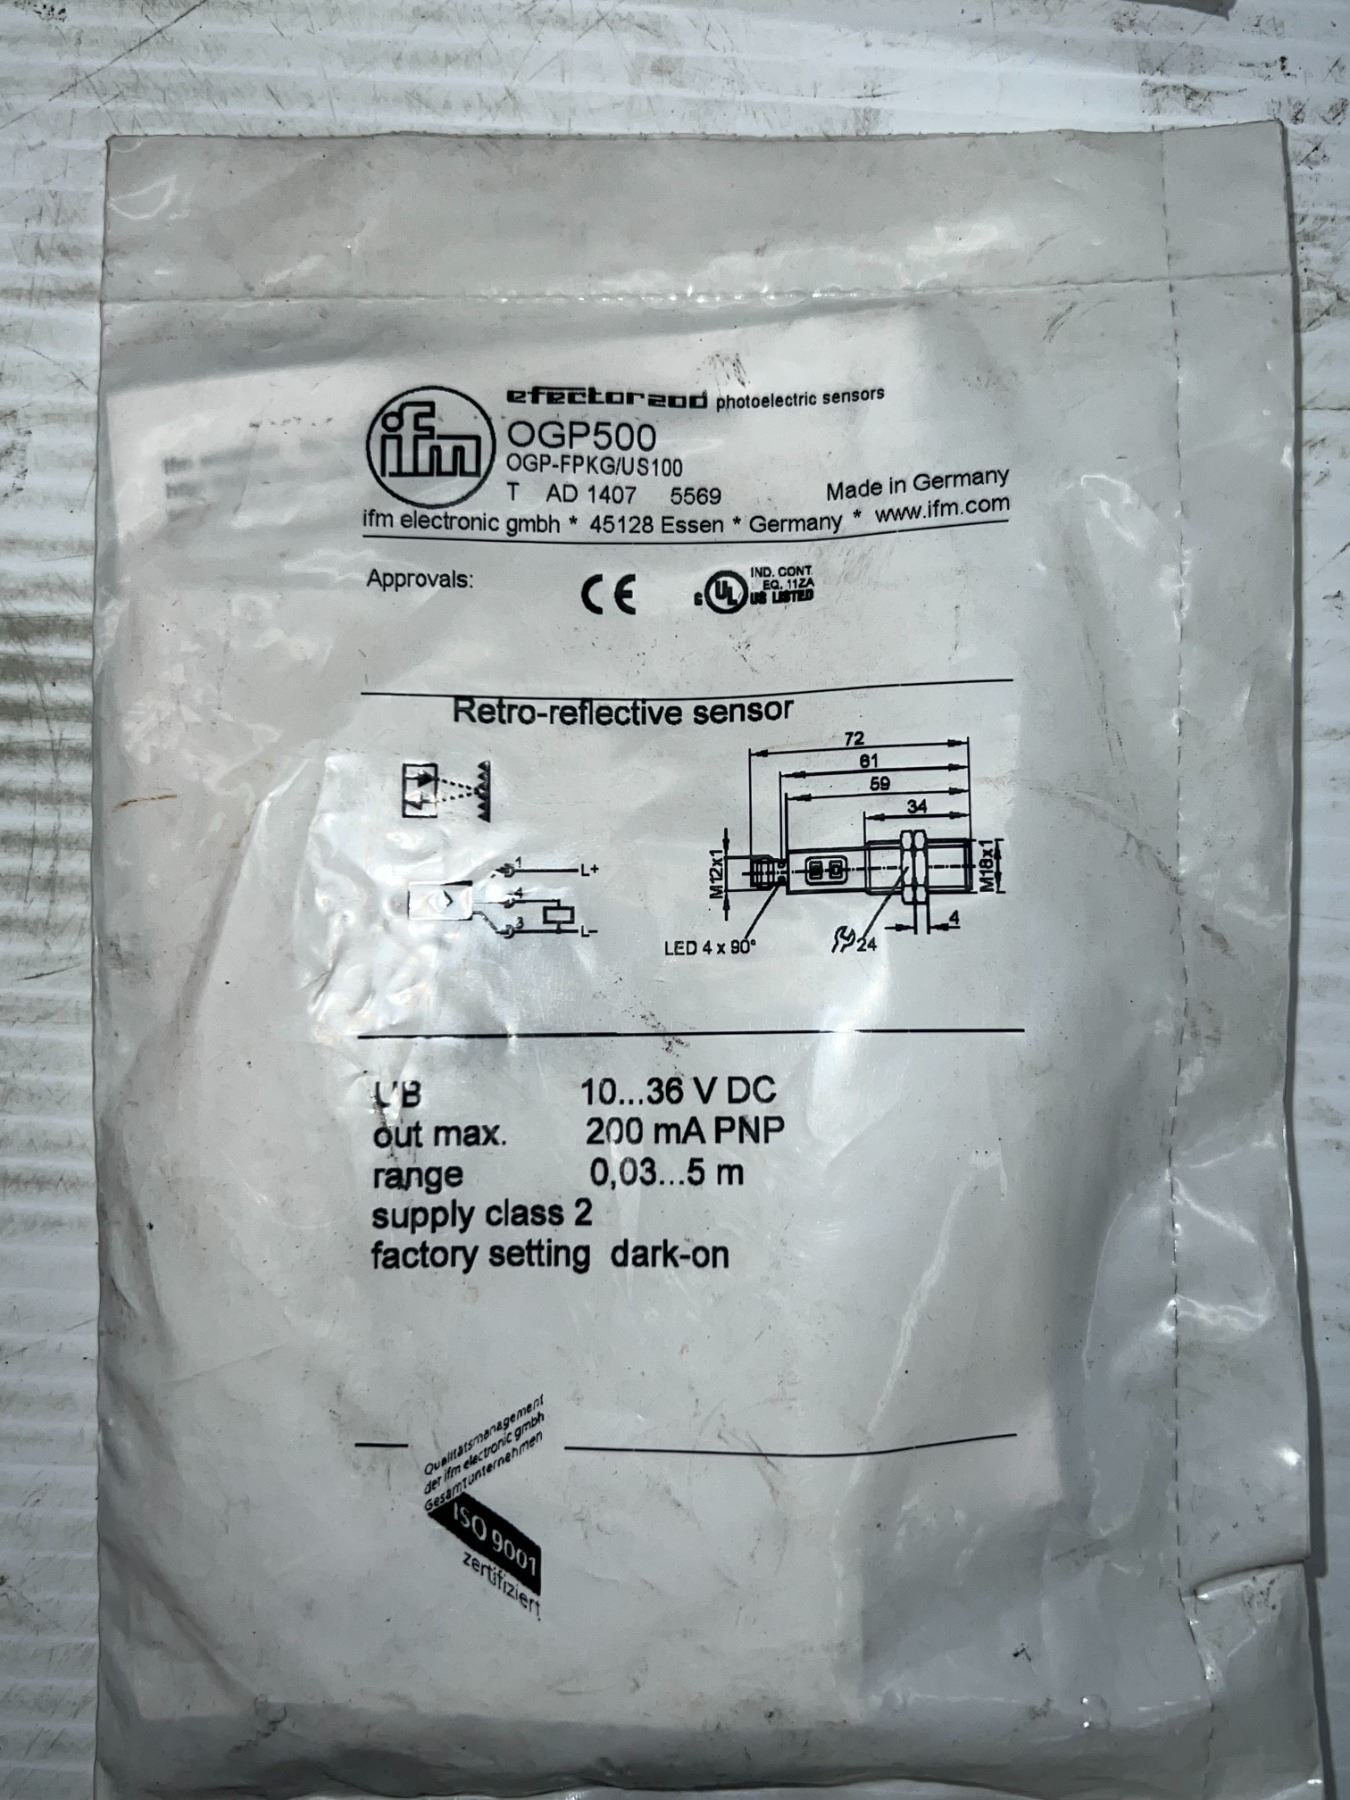 efector200 photoelectric sensors
ifm
OGP500
OGP-FPKG/US100
T AD 1407 5569
Made in Germany
ifm electronic gmbh * 45128 Essen * Germany * www.ifm.com
Approvals:
CE
c UL US LISTED
IND. CONT.
EQ. 11ZA
Retro-reflective sensor
72
61
59
34
M12x1
M18x1
LED 4 x 90°
24
4
1
L+
4
3
L–
UB 10...36 V DC
out max. 200 mA PNP
range 0,03...5 m
supply class 2
factory setting dark-on
Qualitätsmanagement
der ifm electronic gmbh
Gesamtunternehmen
ISO 9001
zertifiziert